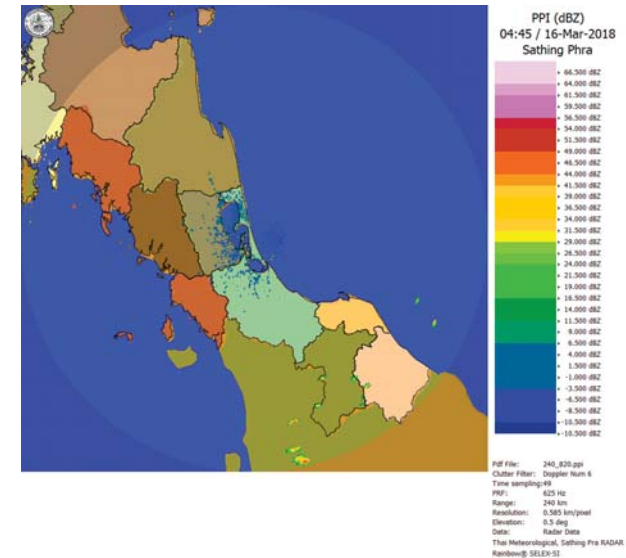 PPI (dBZ)
04:45 / 16-Mar-2018
Sathing Phra
66.500 dBZ
64.000 dBZ
61.500 dBZ
59.500 dBZ
56.500 dBZ
54.000 dBZ
51.500 dBZ
49.000 dBZ
46.500 dBZ
44.000 dBZ
41.500 dBZ
39.000 dBZ
36.500 dBZ
34.000 dBZ
31.500 dBZ
29.000 dBZ
26.500 dBZ
24.000 dBZ
21.500 dBZ
19.000 dBZ
16.500 dBZ
14.000 dBZ
11.500 dBZ
9.000 dBZ
6.500 dBZ
4.000 dBZ
1.500 dBZ
-1.000 dBZ
-3.500 dBZ
-6.500 dBZ
-8.500 dBZ
-10.500 dBZ
-10.500 dBZ
Pdf File: 240_820.ppi
Clutter Filter: Doppler Num 6
Time sampling:49
PRF: 625 Hz
Range: 240 km
Resolution: 0.585 km/pixel
Elevation: 0.5 deg
Data: Radar Data
Thai Meteorological, Sathing Pra RADAR
Rainbow® SELEX-SI